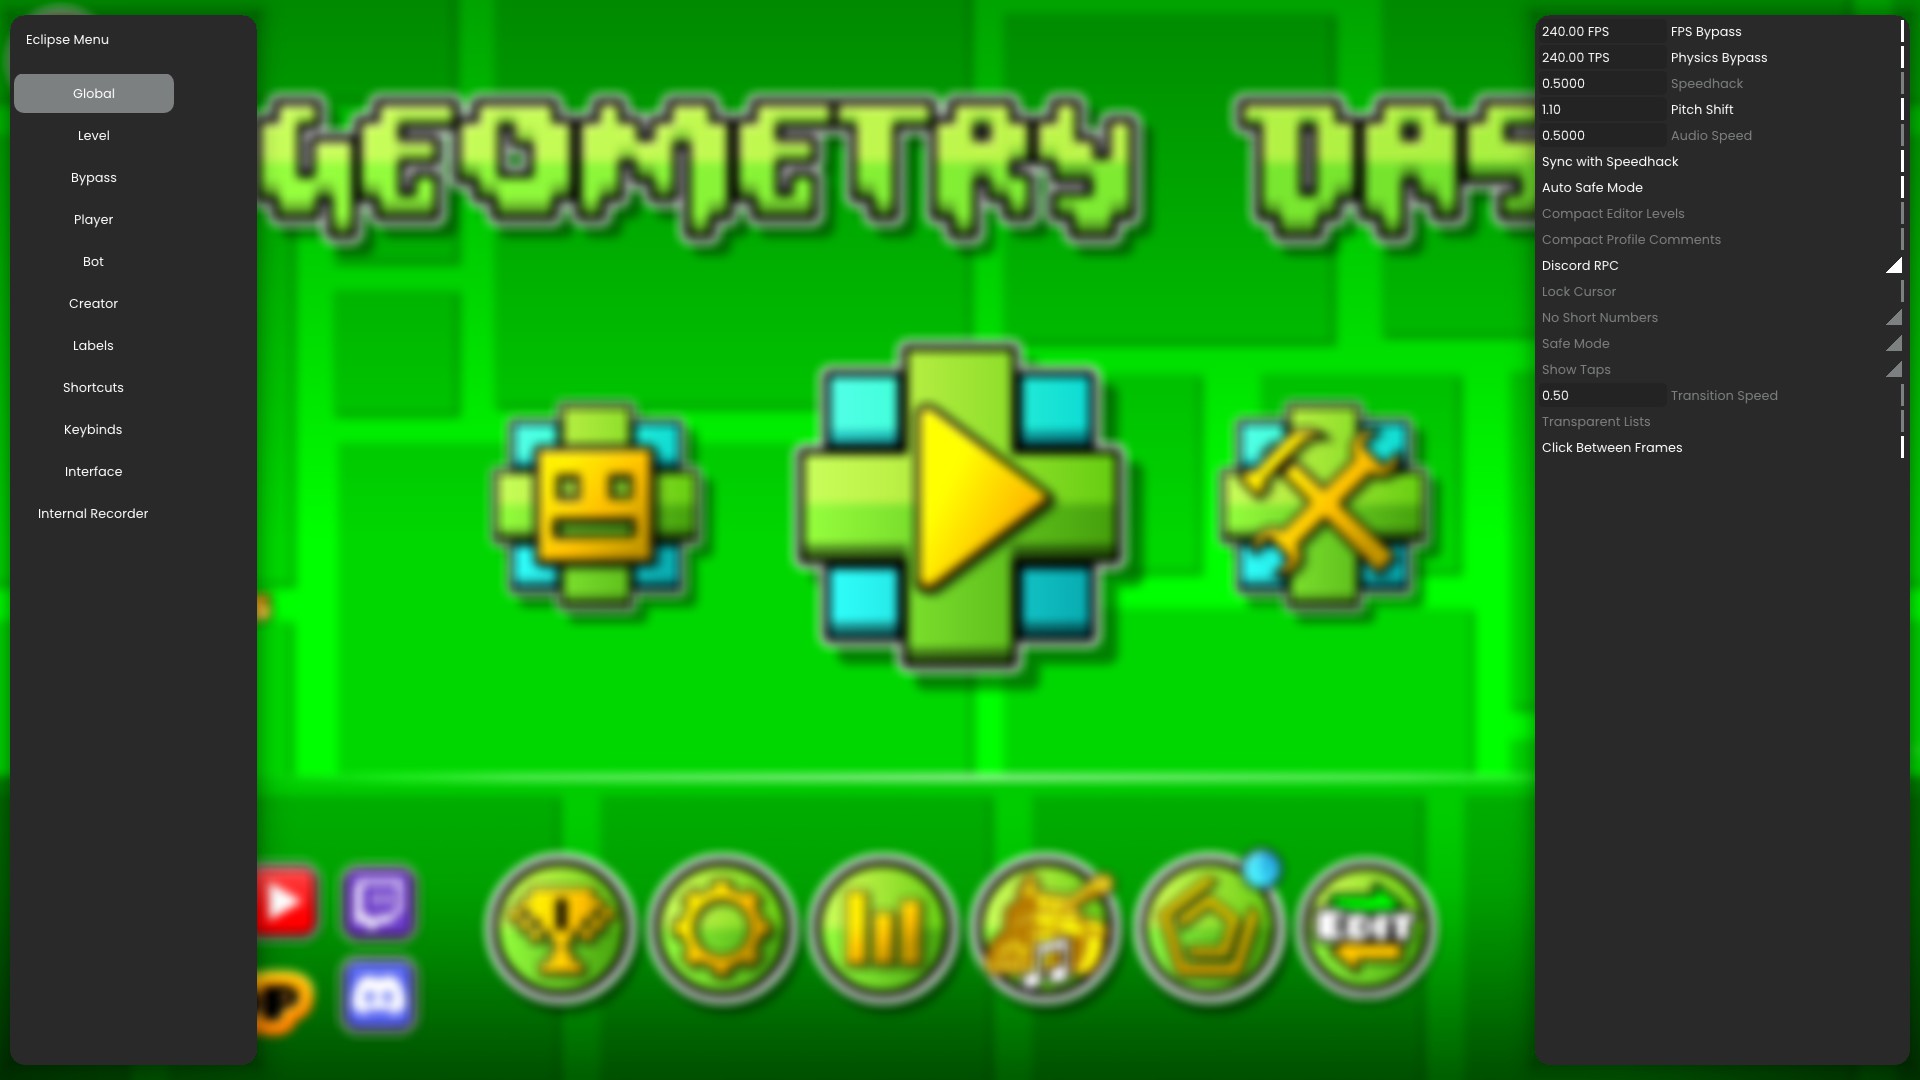 Eclipse Menu
Global
Level
Bypass
Player
Bot
Creator
Labels
Shortcuts
Keybinds
Interface
Internal Recorder
GEOMETRY DAS
EDIT
240.00 FPS FPS Bypass
240.00 TPS Physics Bypass
0.5000 Speedhack
1.10 Pitch Shift
0.5000 Audio Speed
Sync with Speedhack
Auto Safe Mode
Compact Editor Levels
Compact Profile Comments
Discord RPC
Lock Cursor
No Short Numbers
Safe Mode
Show Taps
0.50 Transition Speed
Transparent Lists
Click Between Frames